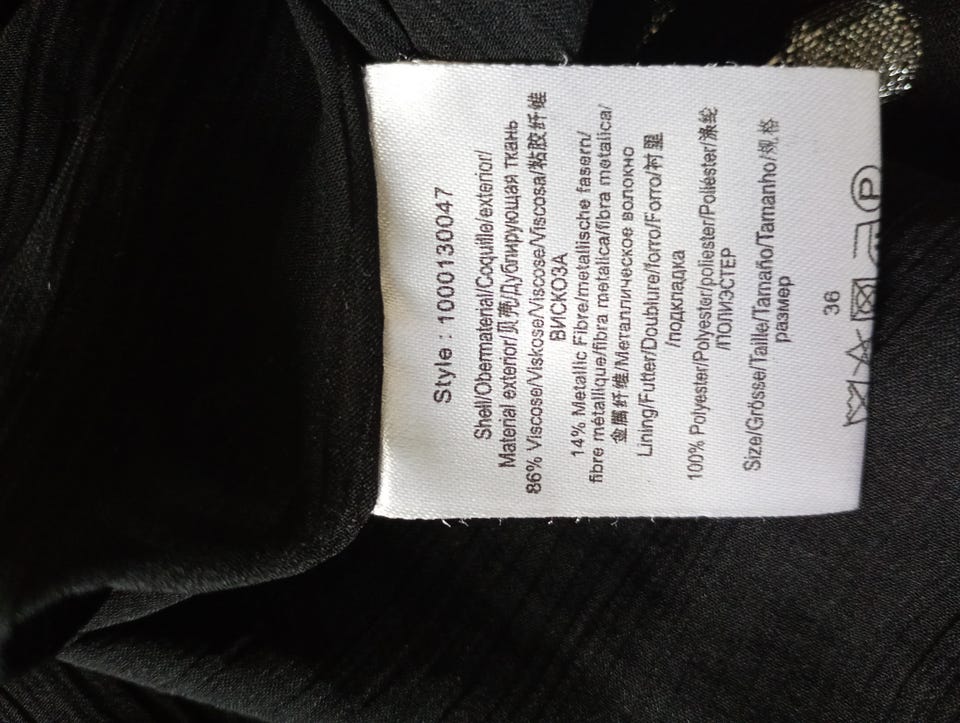 Style : 1000130047
Shell/Obermaterial/Coquille/exterior/
Material exterior/贝壳/Дублирующая ткань
86% Viscose/Viskose/Viscose/Viscosa/粘胶纤维
ВИСКОЗА
14% Metallic Fibre/metallische fasern/
fibre métallique/fibra metalica/fibra metalica/
金属纤维/Металлическое волокно
Lining/Futter/Doublure/forro/Forro/衬里
/подкладка
100% Polyester/Polyester/poliester/Poliester/涤纶
/ПОЛИЭСТЕР
Size/Grösse/Taille/Tamaño/Tamanho/规格
размер
36
P